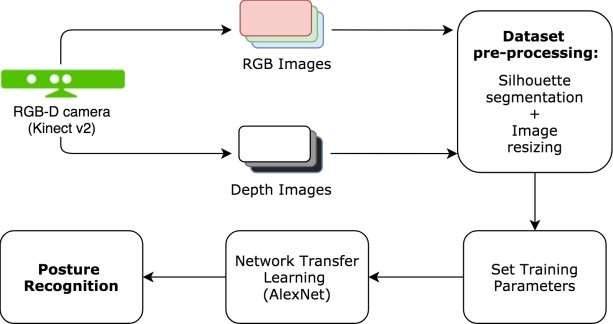 RGB Images
RGB-D camera
(Kinect v2)
Depth Images
Dataset
pre-processing:
Silhouette
segmentation
+
Image
resizing
Set Training
Parameters
Network Transfer
Learning
(AlexNet)
Posture
Recognition